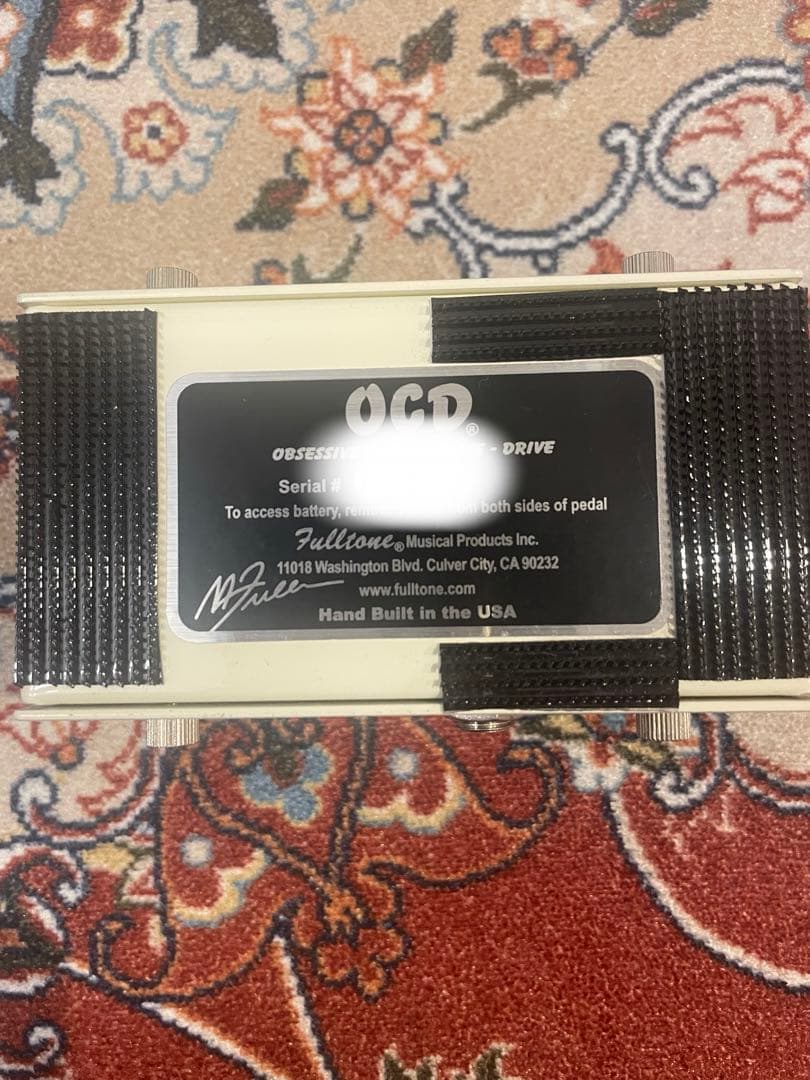 OCD®
OBSESSIVE - DRIVE
Serial #
To access battery, both sides of pedal
Fulltone® Musical Products Inc.
11018 Washington Blvd. Culver City, CA 90232
www.fulltone.com
Hand Built in the USA